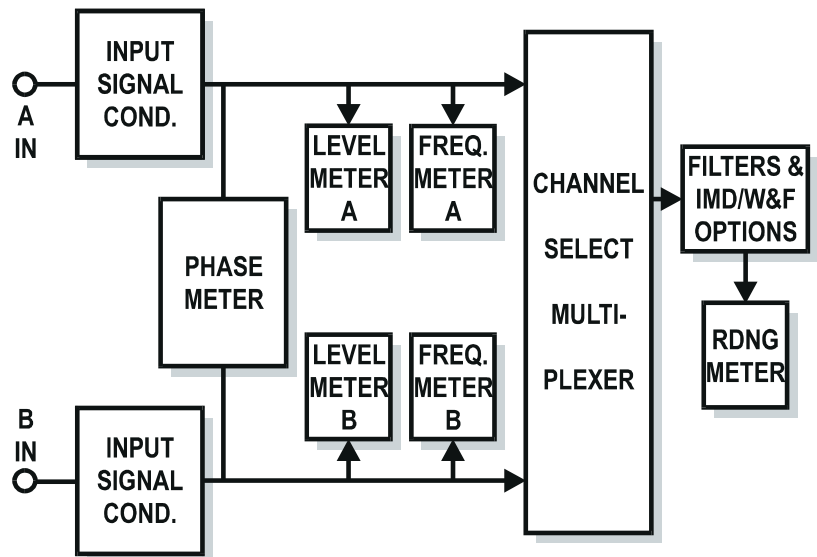 A
IN
INPUT
SIGNAL
COND.
LEVEL
METER
A
FREQ.
METER
A
PHASE
METER
LEVEL
METER
B
FREQ.
METER
B
B
IN
INPUT
SIGNAL
COND.
CHANNEL
SELECT
MULTI-
PLEXER
FILTERS &
IMD/W&F
OPTIONS
RDNG
METER